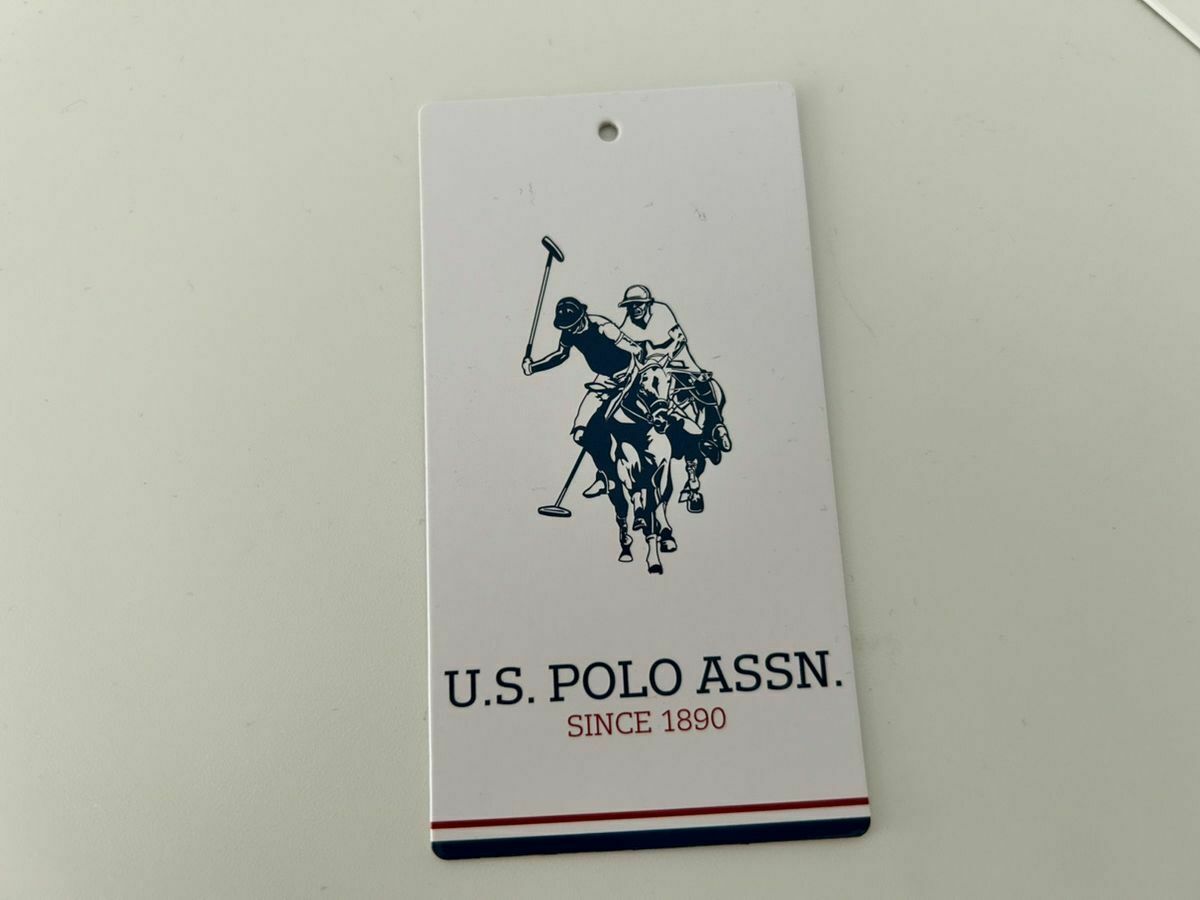 U.S. POLO ASSN.
SINCE 1890